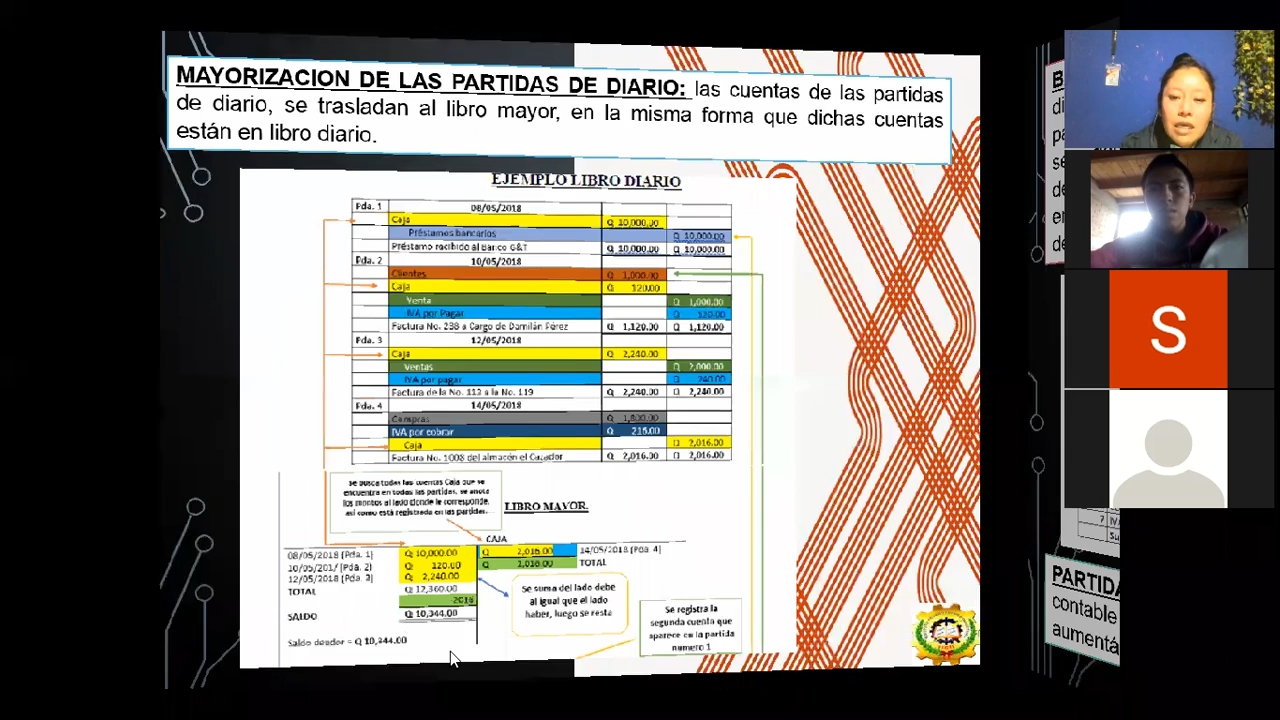 MAYORIZACION DE LAS PARTIDAS DE DIARIO: las cuentas de las partidas
de diario, se trasladan al libro mayor, en la misma forma que dichas cuentas
están en libro diario.
EJEMPLO LIBRO DIARIO
Pda. 1 08/05/2018
Caja Q 10,000.00
Préstamos bancarios Q 10,000.00
Préstamo recibido al Banco G&T Q 10,000.00 Q 10,000.00
Pda. 2 10/05/2018
Clientes Q 1,000.00
Caja Q 120.00
Venta Q 1,000.00
IVA por Pagar Q 120.00
Factura No. 238 a Cargo de Damilán Pérez Q 1,120.00 Q 1,120.00
Pda. 3 12/05/2018
Caja Q 2,240.00
Ventas Q 2,000.00
IVA por pagar Q 240.00
Factura de la No. 113 a la No. 119 Q 2,240.00 Q 2,240.00
Pda. 4 14/05/2018
Compras Q 1,800.00
IVA por cobrar Q 216.00
Caja Q 2,016.00
Factura No. 1008 del almacén el Cazador Q 2,016.00 Q 2,016.00
Se busca todas las cuentas Caja que se
encuentra en todas las partidas, se anota
los montos al lado donde le corresponde,
así como está registrada en las partidas.
LIBRO MAYOR
CAJA
08/05/2018 (Pda. 1) Q 10,000.00 Q 2,016.00 14/05/2018 (Pda. 4)
10/05/201/ (Pda. 2) Q 120.00 Q 2,016.00 TOTAL
12/05/2018 (Pda. 3) Q 2,240.00
TOTAL Q 12,360.00
2016
SALDO Q 10,344.00
Saldo deudor = Q 10,344.00
Se suma del lado debe
al igual que el lado
haber, luego se resta
Se registra la
segunda cuenta que
aparece en la partida
numero 1
S
PARTIDA
contable
aumentá